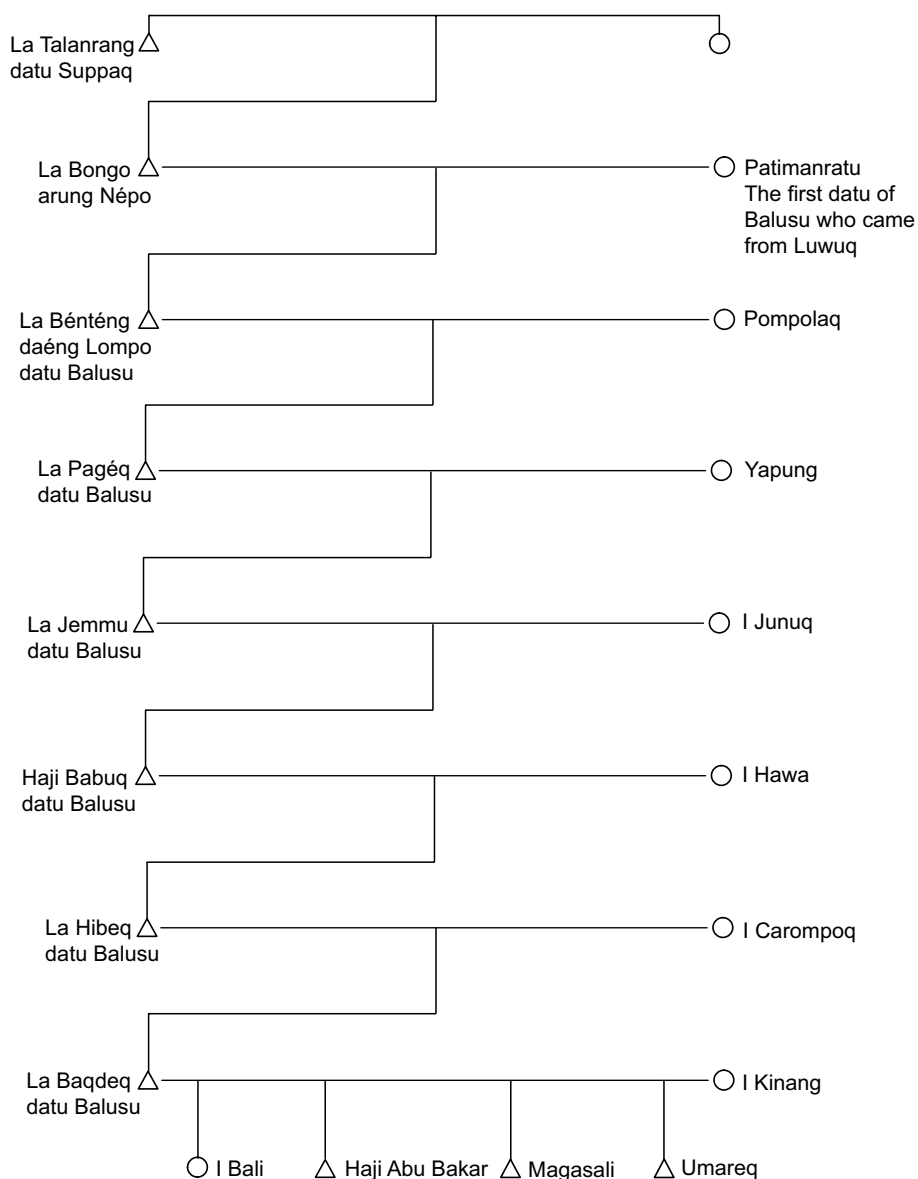 La Talanrang
datu Suppaq
La Bongo
arung Népo
Patimanratu
The first datu of
Balusu who came
from Luwuq
La Bénténg
daéng Lompo
datu Balusu
Pompolaq
La Pagéq
datu Balusu
Yapung
La Jemmu
datu Balusu
I Junuq
Haji Babuq
datu Balusu
I Hawa
La Hibeq
datu Balusu
I Carompoq
La Baqdeq
datu Balusu
I Kinang
I Bali
Haji Abu Bakar
Magasali
Umareq